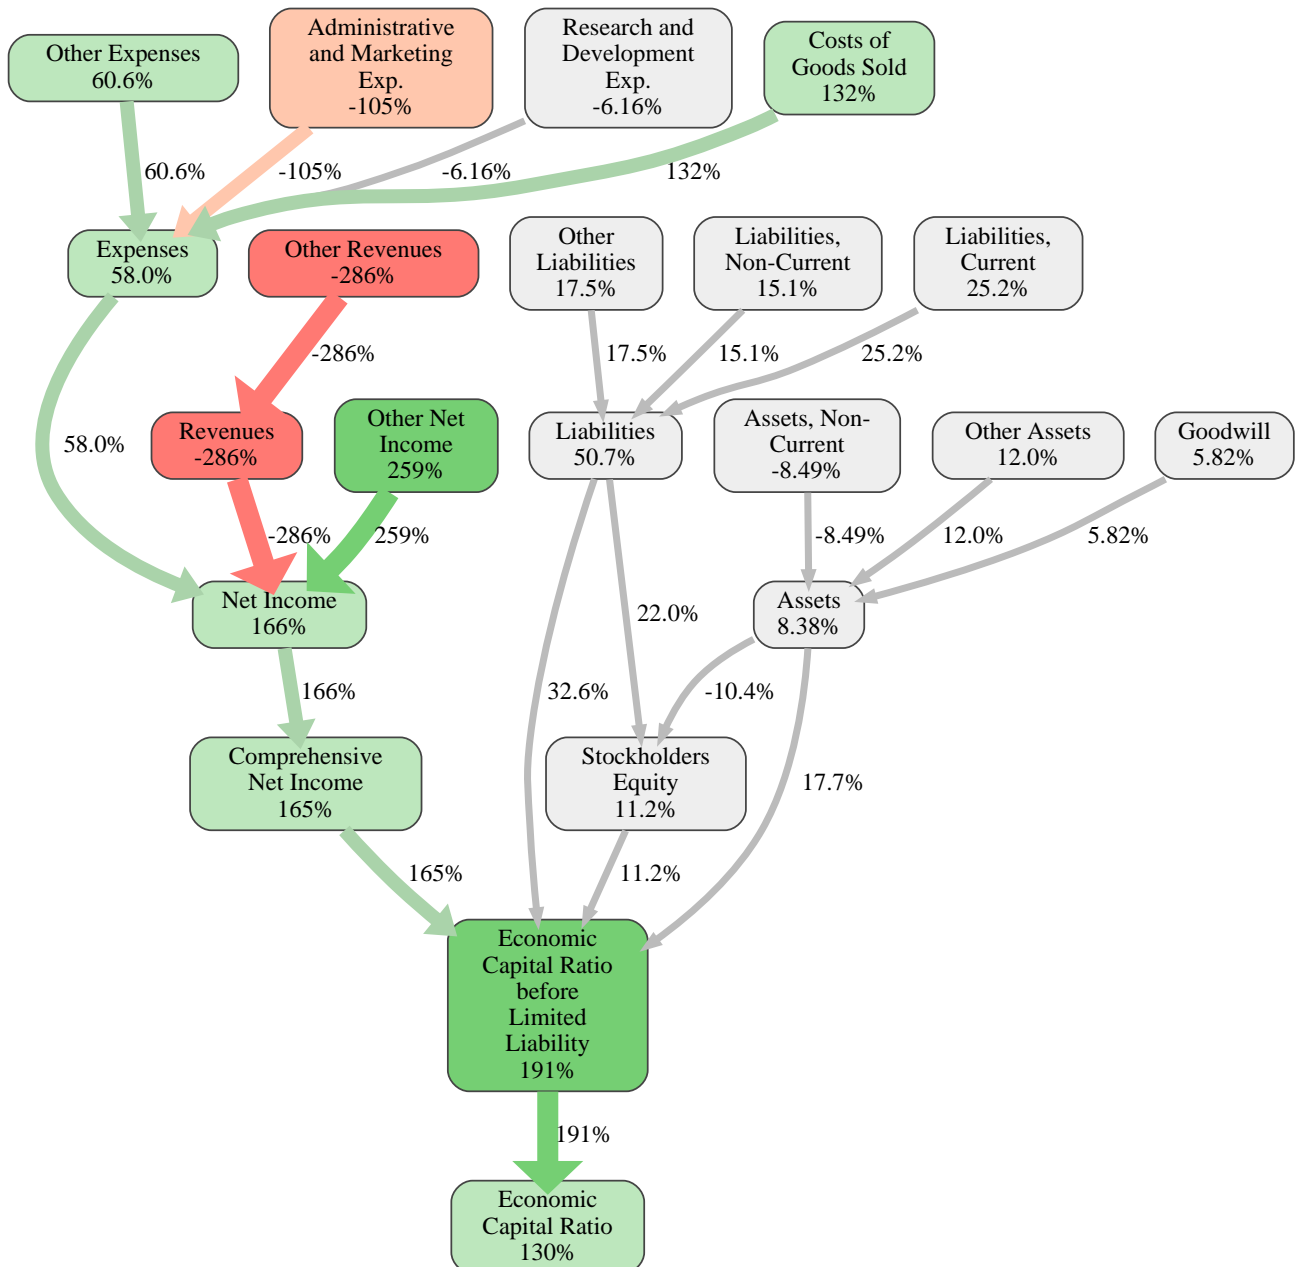 Other Expenses
60.6%
Administrative
and Marketing
Exp.
-105%
Research and
Development
Exp.
-6.16%
Costs of
Goods Sold
132%
60.6%
-105%
-6.16%
132%
Expenses
58.0%
Other Revenues
-286%
Other
Liabilities
17.5%
Liabilities,
Non-Current
15.1%
Liabilities,
Current
25.2%
-286%
17.5%
15.1%
25.2%
58.0%
Revenues
-286%
Other Net
Income
259%
Liabilities
50.7%
Assets, Non-
Current
-8.49%
Other Assets
12.0%
Goodwill
5.82%
-286%
259%
-8.49%
12.0%
5.82%
Net Income
166%
22.0%
Assets
8.38%
166%
32.6%
-10.4%
Comprehensive
Net Income
165%
Stockholders
Equity
11.2%
17.7%
165%
11.2%
Economic
Capital Ratio
before
Limited
Liability
191%
191%
Economic
Capital Ratio
130%